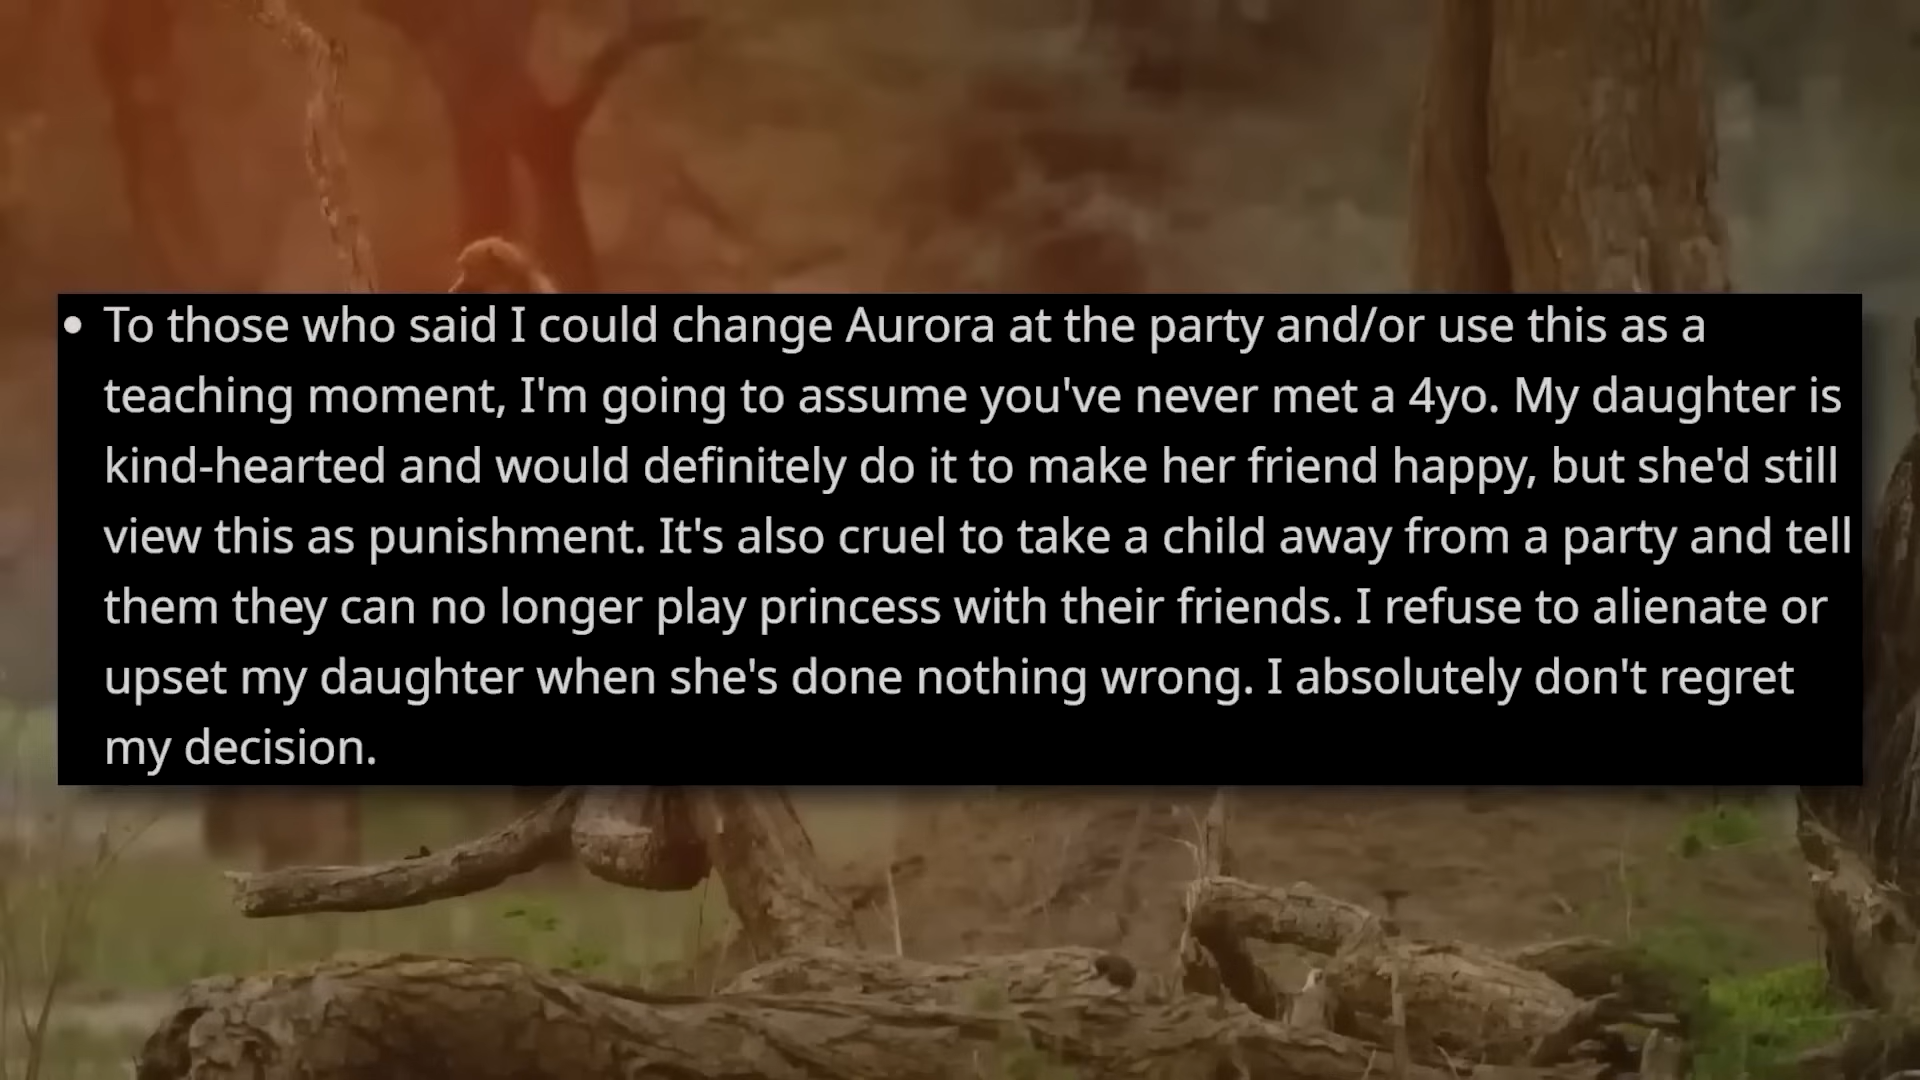 • To those who said I could change Aurora at the party and/or use this as a
teaching moment, I'm going to assume you've never met a 4yo. My daughter is
kind-hearted and would definitely do it to make her friend happy, but she'd still
view this as punishment. It's also cruel to take a child away from a party and tell
them they can no longer play princess with their friends. I refuse to alienate or
upset my daughter when she's done nothing wrong. I absolutely don't regret
my decision.